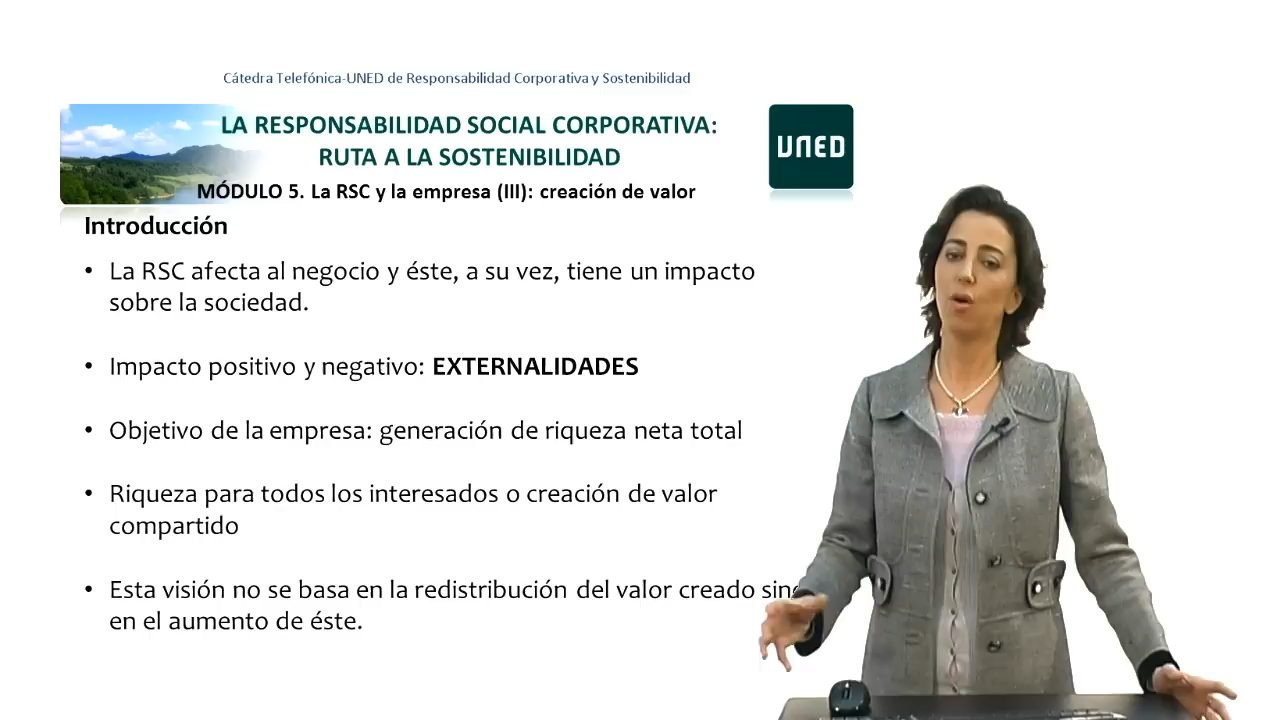 Cátedra Telefónica-UNED de Responsabilidad Corporativa y Sostenibilidad
LA RESPONSABILIDAD SOCIAL CORPORATIVA:
RUTA A LA SOSTENIBILIDAD
UNED
MÓDULO 5. La RSC y la empresa (III): creación de valor
Introducción
• La RSC afecta al negocio y éste, a su vez, tiene un impacto
sobre la sociedad.
• Impacto positivo y negativo: EXTERNALIDADES
• Objetivo de la empresa: generación de riqueza neta total
• Riqueza para todos los interesados o creación de valor
compartido
• Esta visión no se basa en la redistribución del valor creado sino
en el aumento de éste.